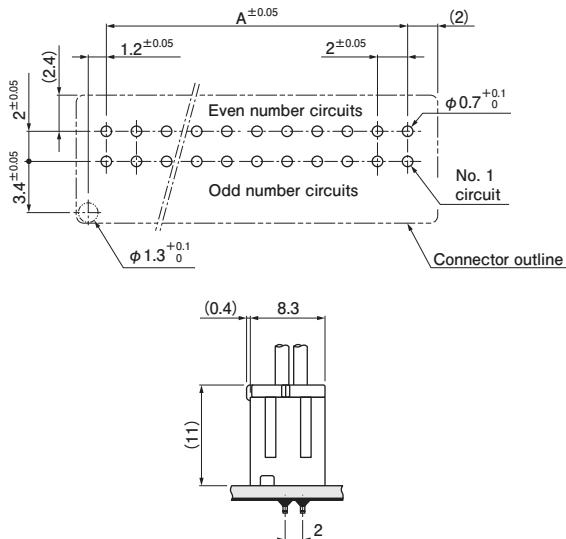 A±0.05
(2)
1.2±0.05
2±0.05
(2.4)
2±0.05
3.4±0.05
Even number circuits
φ0.7 +0.1 0
Odd number circuits
No. 1
circuit
φ1.3 +0.1 0
Connector outline
(0.4)
8.3
(11)
2